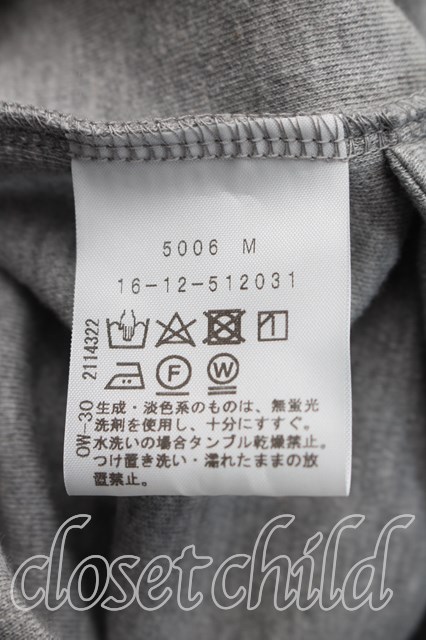 5006 M
16-12-512031
2114322
F
W
OW-30
生成・淡色系のものは、無蛍光
洗剤を使用し、十分にすすぐ。
水洗いの場合タンブル乾燥禁止。
つけ置き洗い・濡れたままの放
置禁止。
closet child